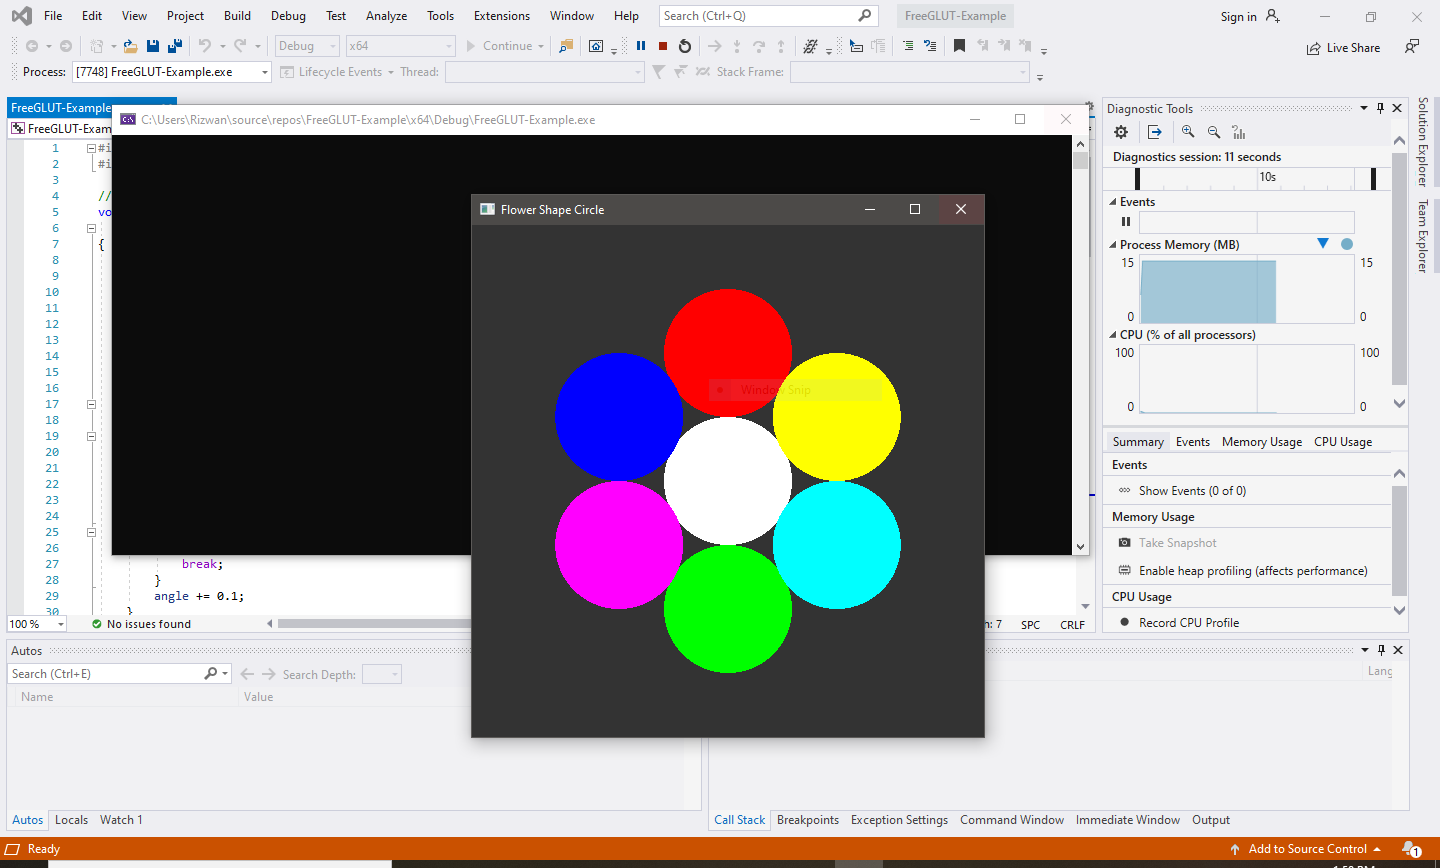 File Edit View Project Build Debug Test Analyze Tools Extensions Window Help Search (Ctrl+Q) FreeGLUT-Example Sign in
Debug x64 Continue Live Share
Process: [7748] FreeGLUT-Example.exe Lifecycle Events Thread: Stack Frame:
FreeGLUT-Example
C:\Users\Rizwan\source\repos\FreeGLUT-Example\x64\Debug\FreeGLUT-Example.exe
FreeGLUT-Exam
1 #i
2 #i
3
4 //
5 vo
6
7 {
8
9
10
11
12
13
14
15
16
17
18
19
20
21
22
23
24
25
26
27 break;
28 }
29 angle += 0.1;
30 }
Flower Shape Circle
Window Snip
100 % No issues found : 7 SPC CRLF
Diagnostic Tools
Diagnostics session: 11 seconds
10s
Events
Process Memory (MB)
15 15
0 0
CPU (% of all processors)
100 100
0 0
Summary Events Memory Usage CPU Usage
Events
Show Events (0 of 0)
Memory Usage
Take Snapshot
Enable heap profiling (affects performance)
CPU Usage
Record CPU Profile
Solution Explorer
Team Explorer
Autos
Search (Ctrl+E) Search Depth:
Name Value
Lang
Autos Locals Watch 1
Call Stack Breakpoints Exception Settings Command Window Immediate Window Output
Ready Add to Source Control 1